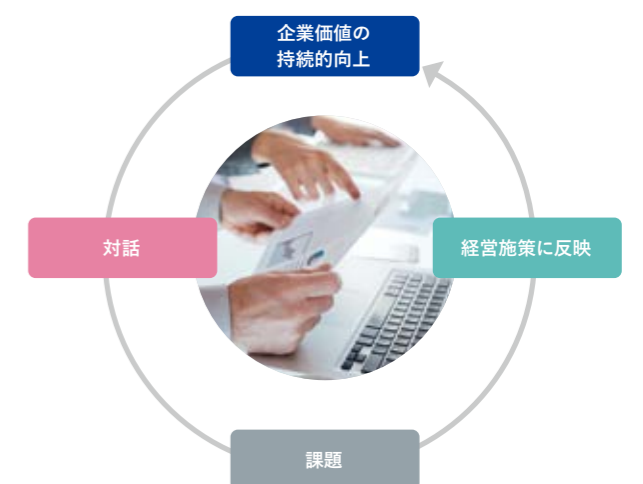 企業価値の
持続的向上
対話
経営施策に反映
課題